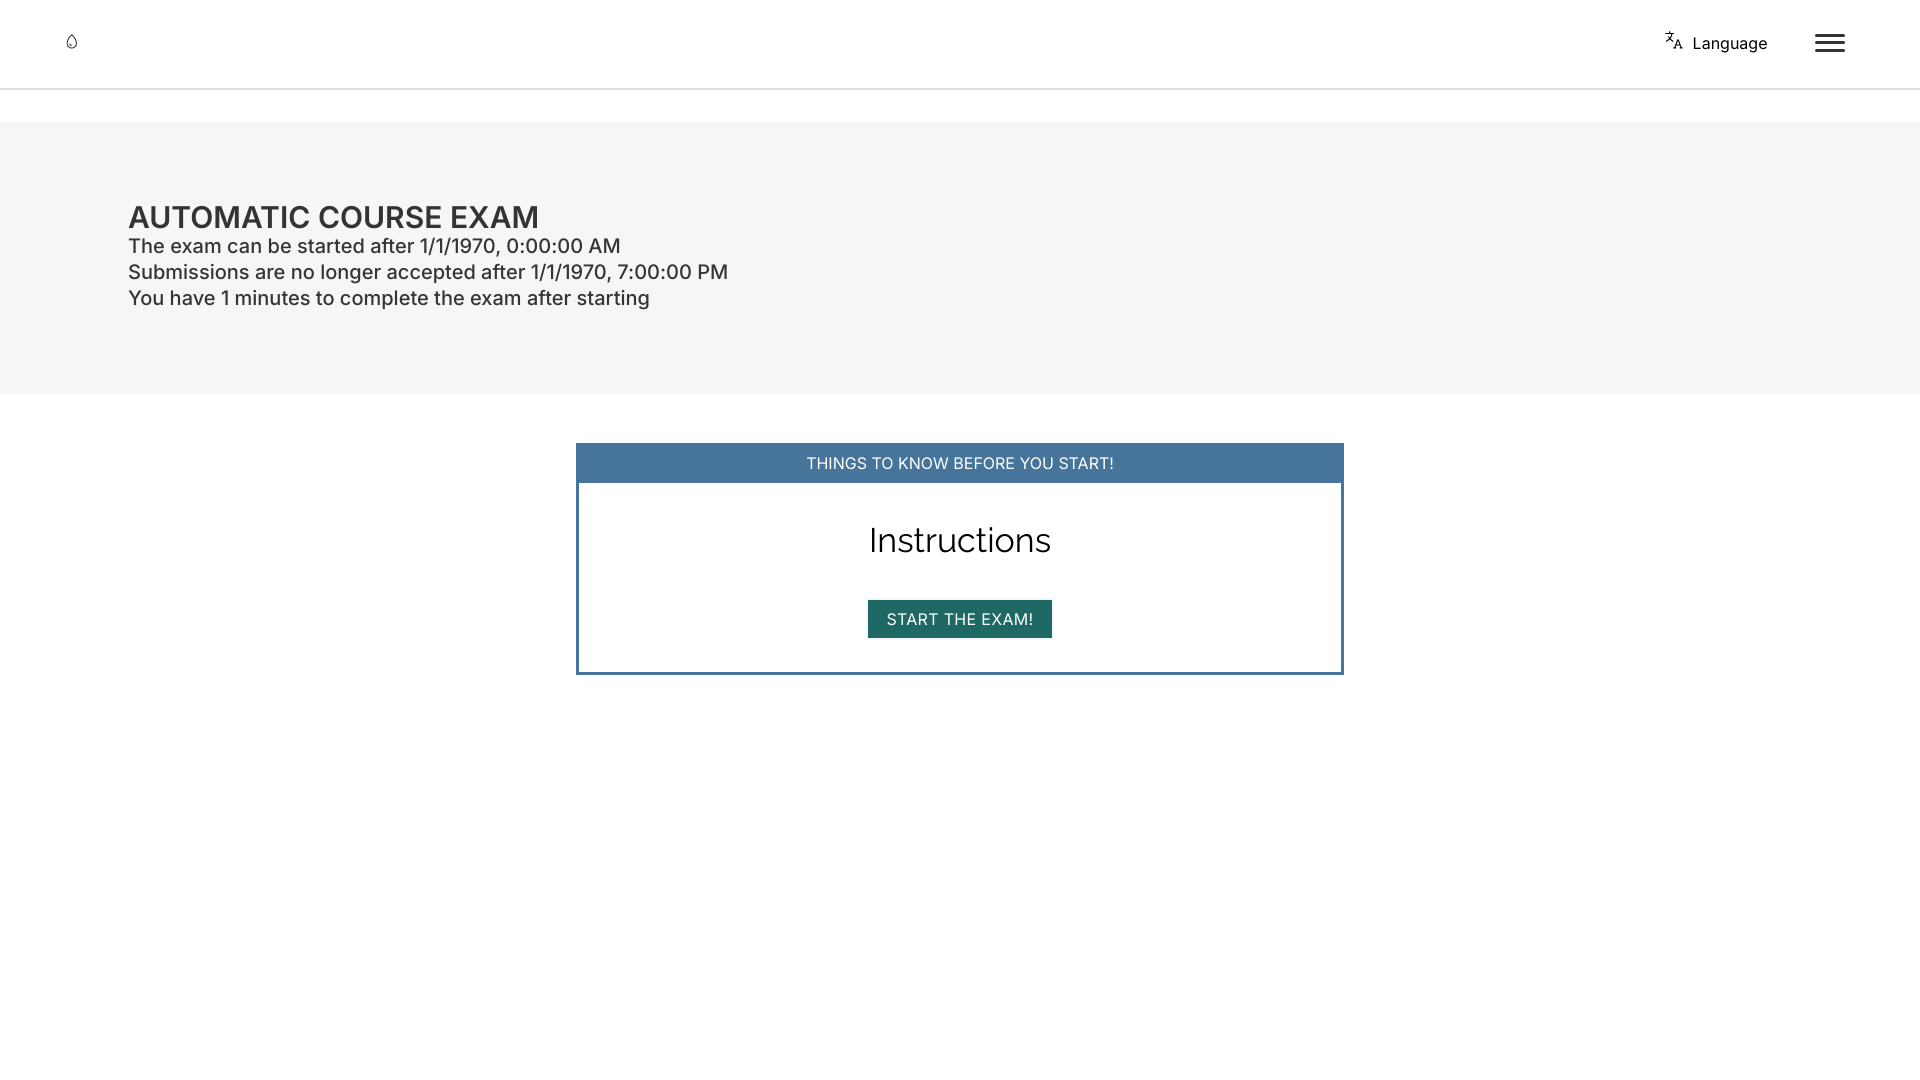 Language
AUTOMATIC COURSE EXAM
The exam can be started after 1/1/1970, 0:00:00 AM
Submissions are no longer accepted after 1/1/1970, 7:00:00 PM
You have 1 minutes to complete the exam after starting
THINGS TO KNOW BEFORE YOU START!
Instructions
START THE EXAM!